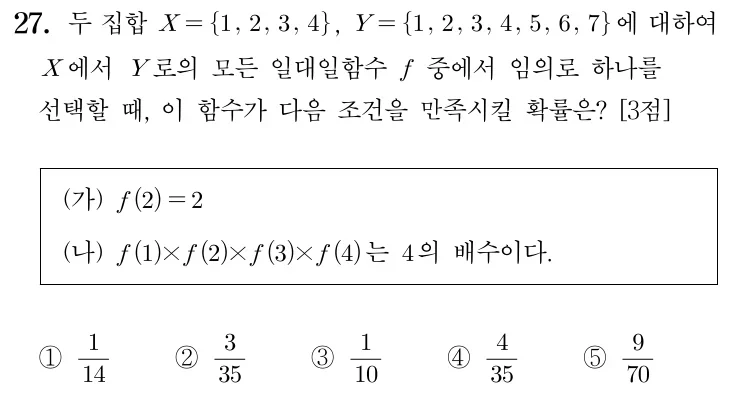 27. 두 집합 X={1, 2, 3, 4}, Y={1, 2, 3, 4, 5, 6, 7}에 대하여
X에서 Y로의 모든 일대일함수 f 중에서 임의로 하나를
선택할 때, 이 함수가 다음 조건을 만족시킬 확률은? [3점]
(가) f(2)=2
(나) f(1)×f(2)×f(3)×f(4)는 4의 배수이다.
① 1/14 ② 3/35 ③ 1/10 ④ 4/35 ⑤ 9/70